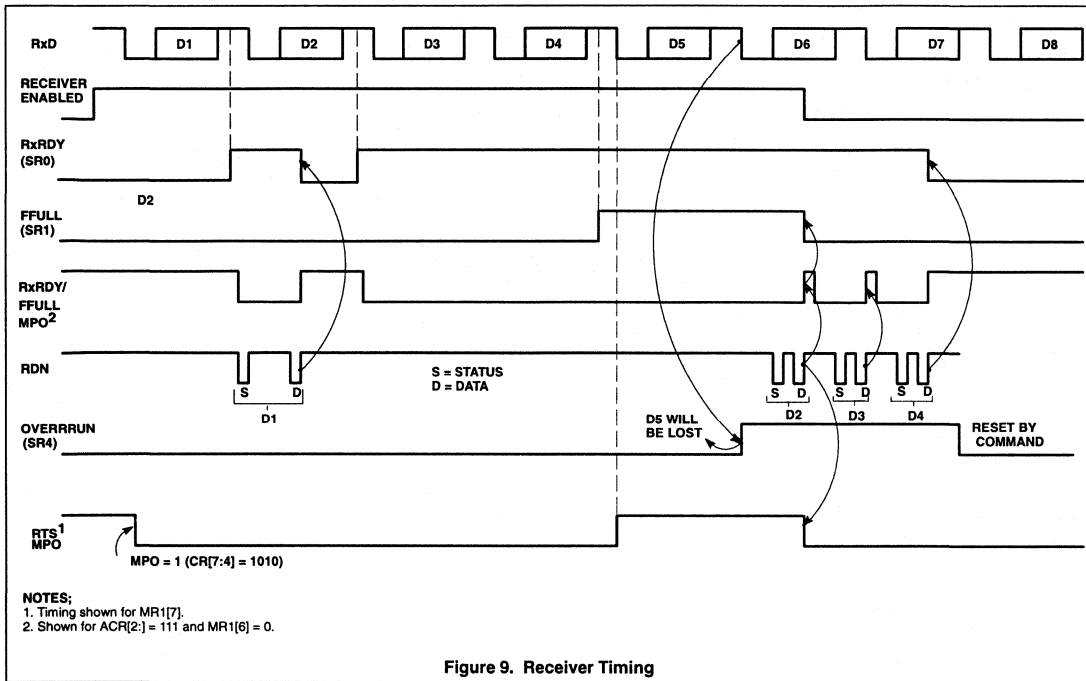 RxD D1 D2 D3 D4 D5 D6 D7 D8
RECEIVER
ENABLED
RxRDY
(SR0)
D2
FFULL
(SR1)
RxRDY/
FFULL
MPO2
RDN
S D S D S D S D
D1 D2 D3 D4
S = STATUS
D = DATA
OVERRRUN
(SR4)
D5 WILL
BE LOST
RESET BY
COMMAND
RTS1
MPO
MPO = 1 (CR[7:4] = 1010)
NOTES;
1. Timing shown for MR1[7].
2. Shown for ACR[2:] = 111 and MR1[6] = 0.
Figure 9. Receiver Timing